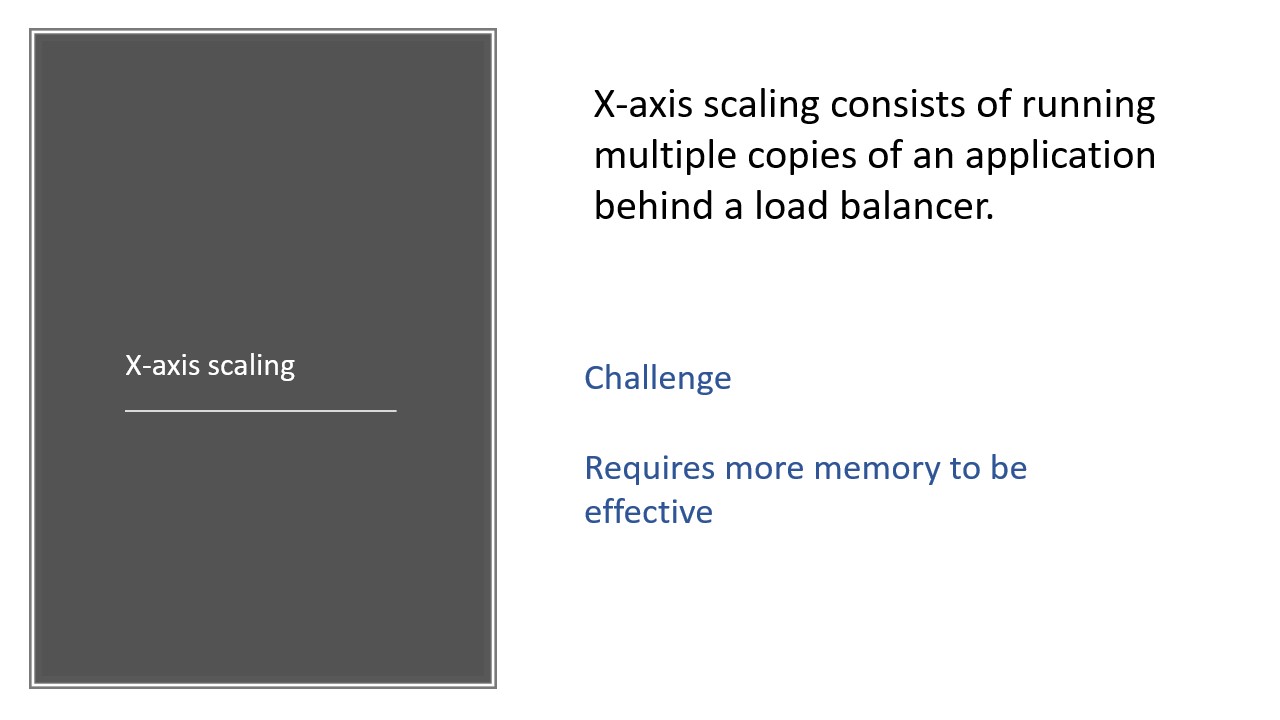 X-axis scaling
X-axis scaling consists of running
multiple copies of an application
behind a load balancer.
Challenge
Requires more memory to be
effective